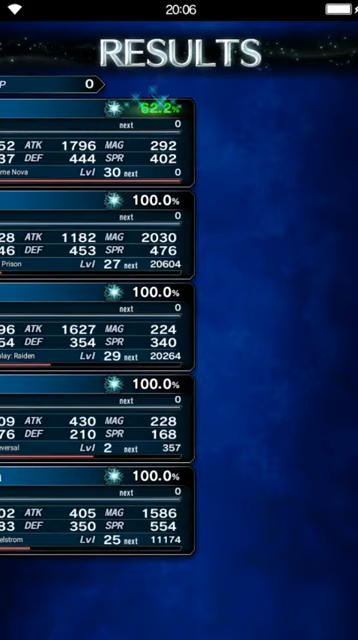 20:06
RESULTS
P 0
62.2%
next 0
52 ATK 1796 MAG 292
37 DEF 444 SPR 402
me Nova Lvl 30 next 0
100.0%
next 0
28 ATK 1182 MAG 2030
46 DEF 453 SPR 476
Prison Lvl 27 next 20604
100.0%
next 0
96 ATK 1627 MAG 224
54 DEF 354 SPR 340
lay: Raiden Lvl 29 next 20264
100.0%
next 0
09 ATK 430 MAG 228
76 DEF 210 SPR 168
eversal Lvl 2 next 357
100.0%
next 0
02 ATK 405 MAG 1586
83 DEF 350 SPR 554
elstrom Lvl 25 next 11174